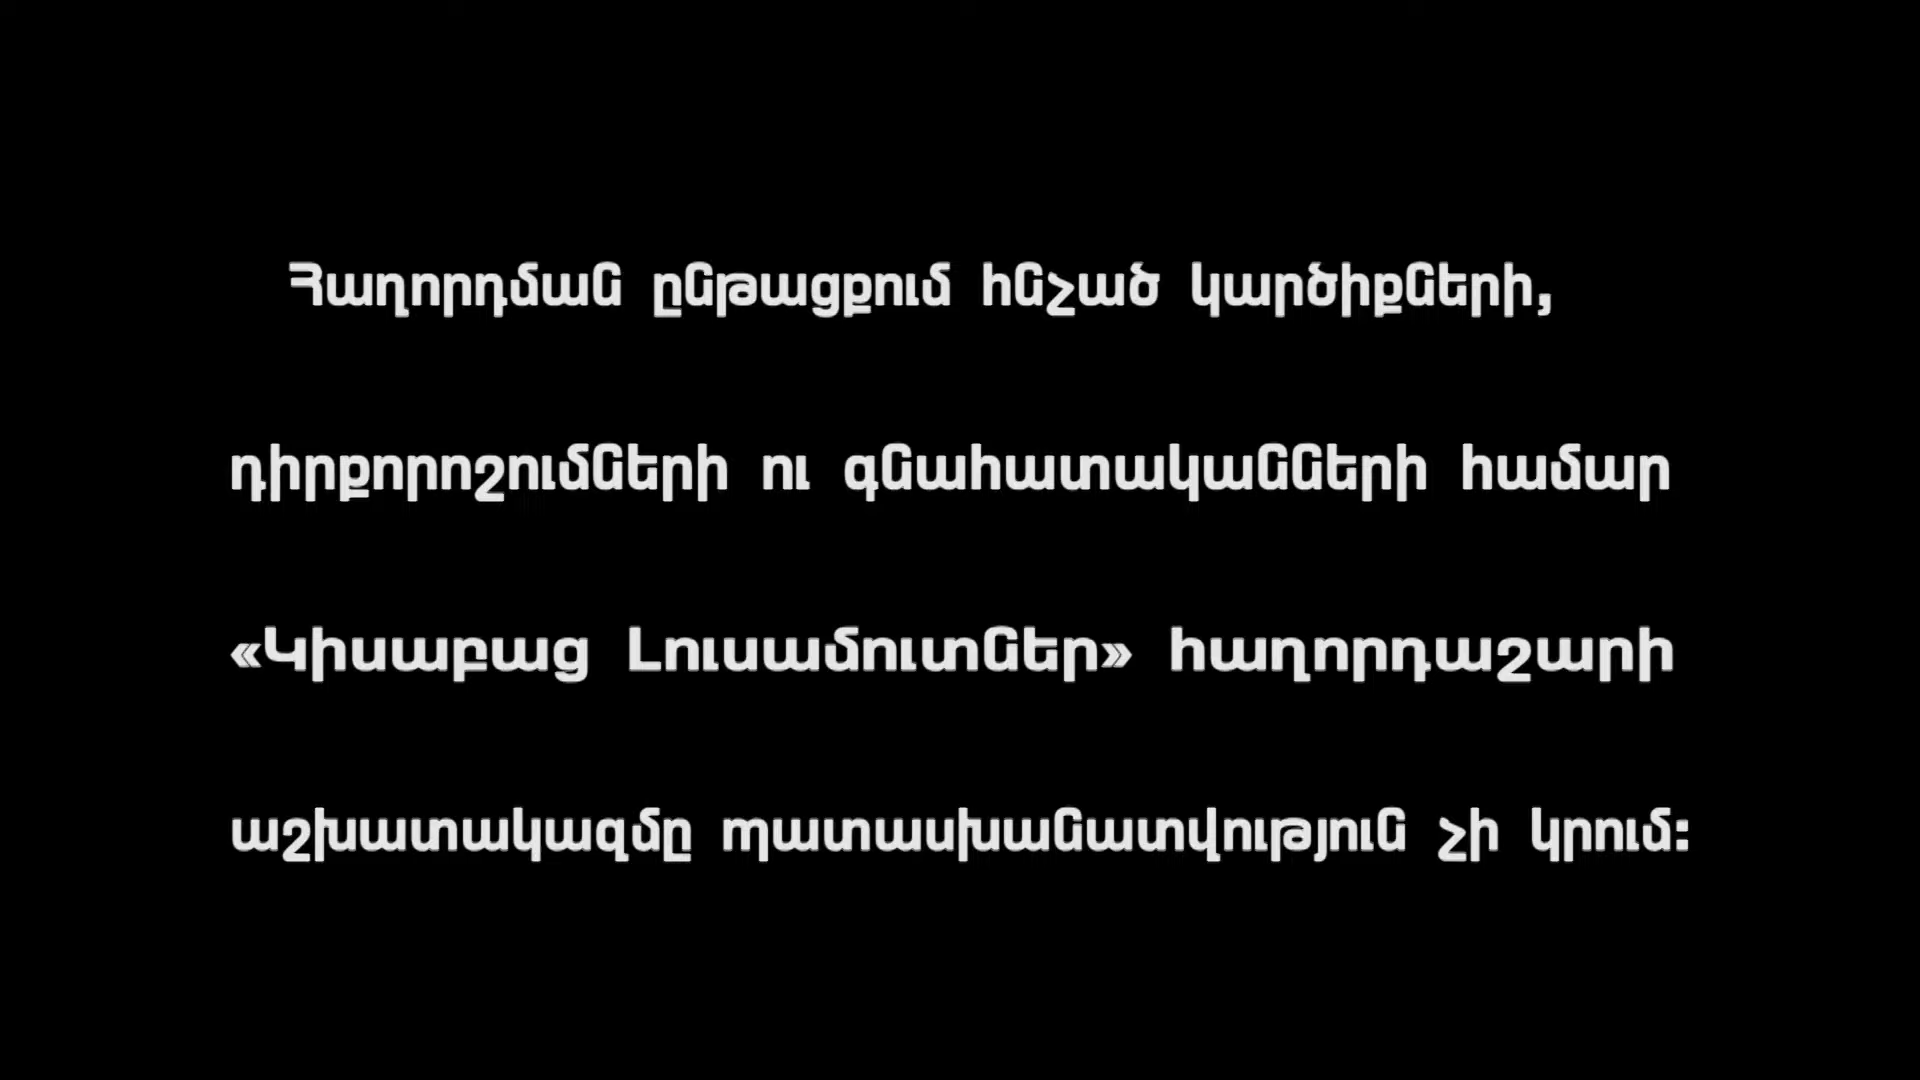 Հաղորդման ընթացքում հնչած կարծիքների,
դիրքորոշումների ու գնահատականների համար
«Կիսաբաց Լուսամուտներ» հաղորդաշարի
աշխատակազմը պատասխանատվություն չի կրում: